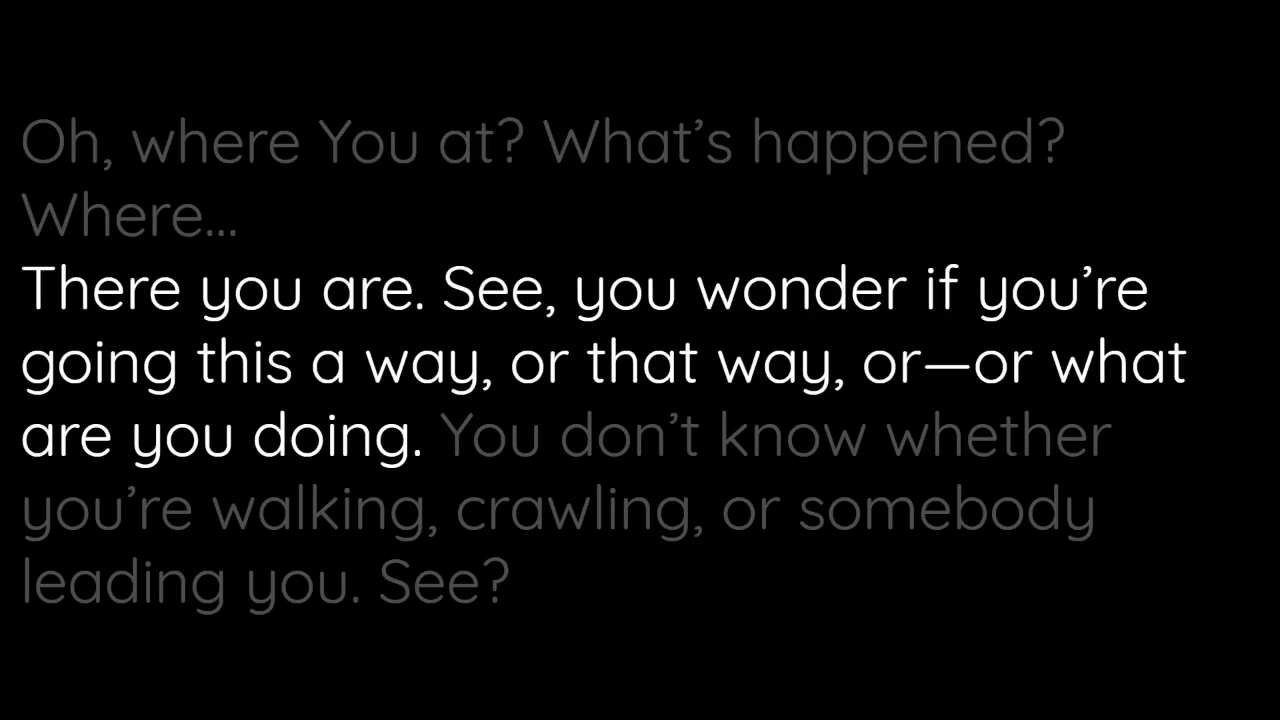 Oh, where You at? What’s happened?
Where...
There you are. See, you wonder if you’re
going this a way, or that way, or—or what
are you doing. You don’t know whether
you’re walking, crawling, or somebody
leading you. See?